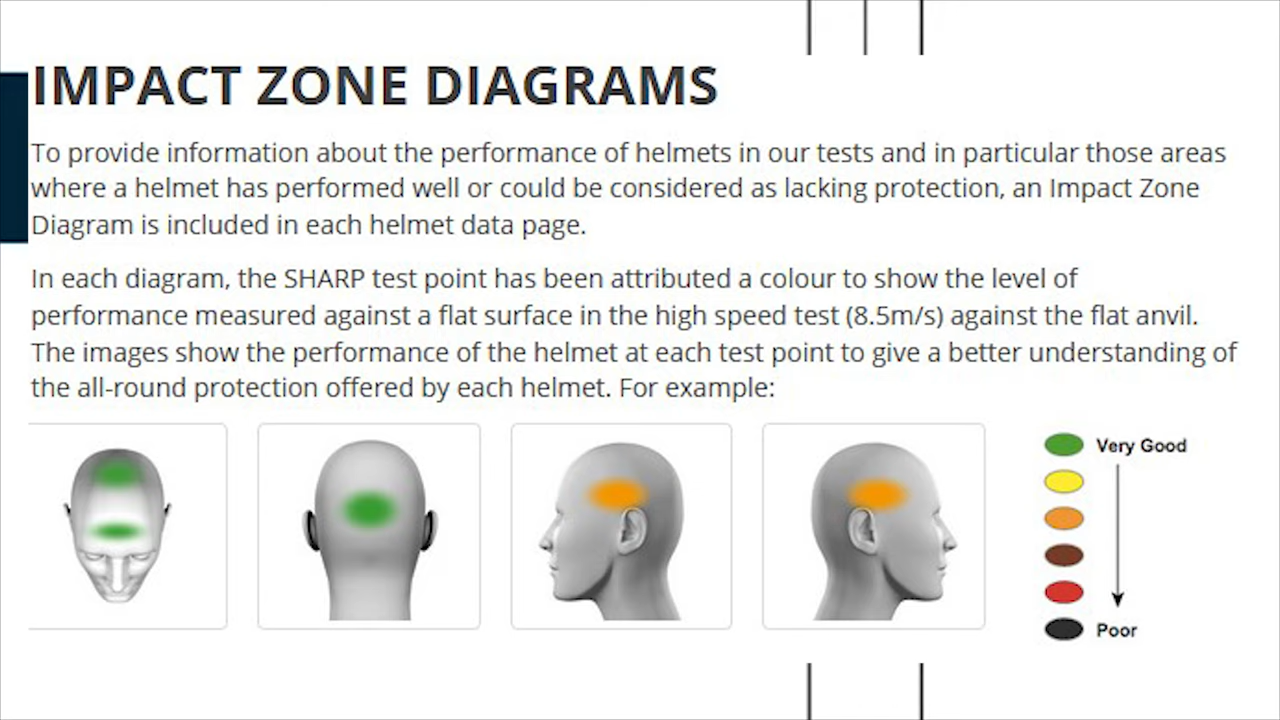 IMPACT ZONE DIAGRAMS
To provide information about the performance of helmets in our tests and in particular those areas
where a helmet has performed well or could be considered as lacking protection, an Impact Zone
Diagram is included in each helmet data page.
In each diagram, the SHARP test point has been attributed a colour to show the level of
performance measured against a flat surface in the high speed test (8.5m/s) against the flat anvil.
The images show the performance of the helmet at each test point to give a better understanding of
the all-round protection offered by each helmet. For example:
Very Good
Poor